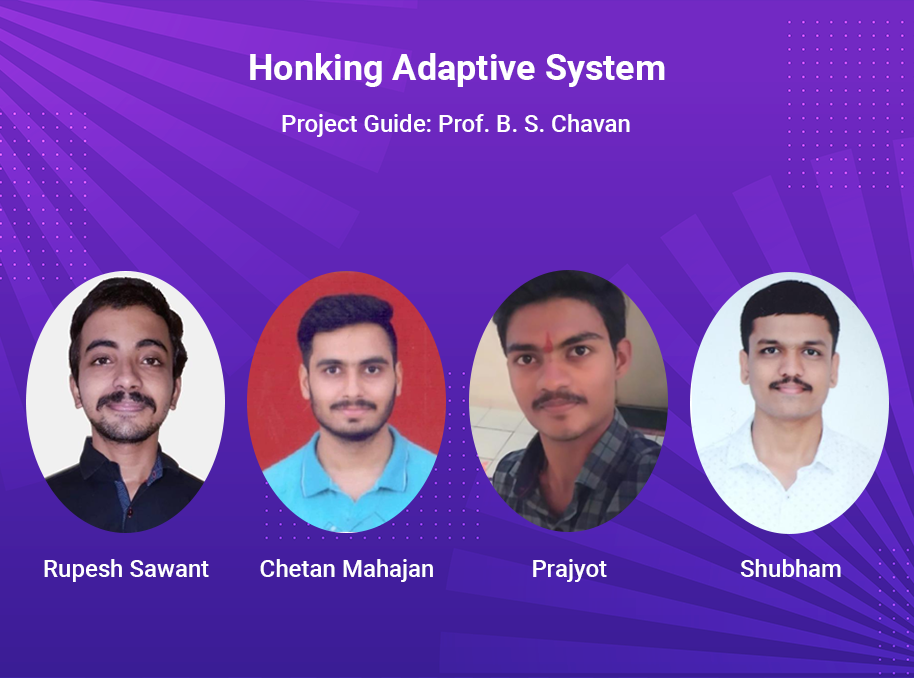 Honking Adaptive System
Project Guide: Prof. B. S. Chavan
Rupesh Sawant
Chetan Mahajan
Prajyot
Shubham